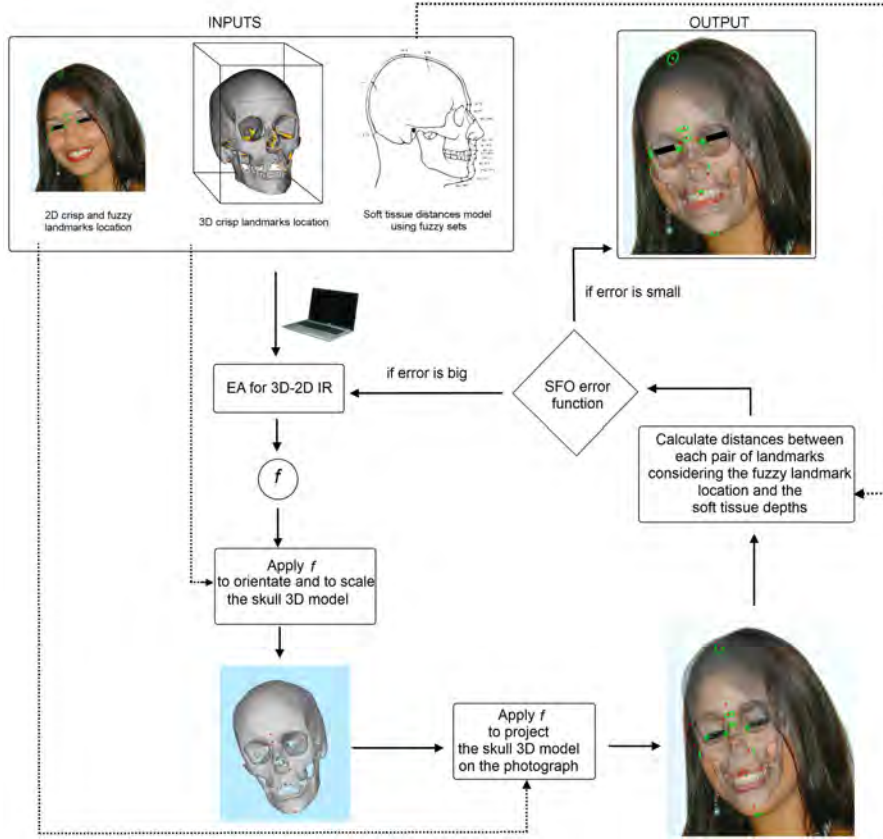 INPUTS
OUTPUT
2D crisp and fuzzy
landmarks location
3D crisp landmarks location
Soft tissue distances model
using fuzzy sets
if error is small
EA for 3D-2D IR
if error is big
SFO error
function
f
Calculate distances between
each pair of landmarks
considering the fuzzy landmark
location and the
soft tissue depths
Apply f
to orientate and to scale
the skull 3D model
Apply f
to project
the skull 3D model
on the photograph